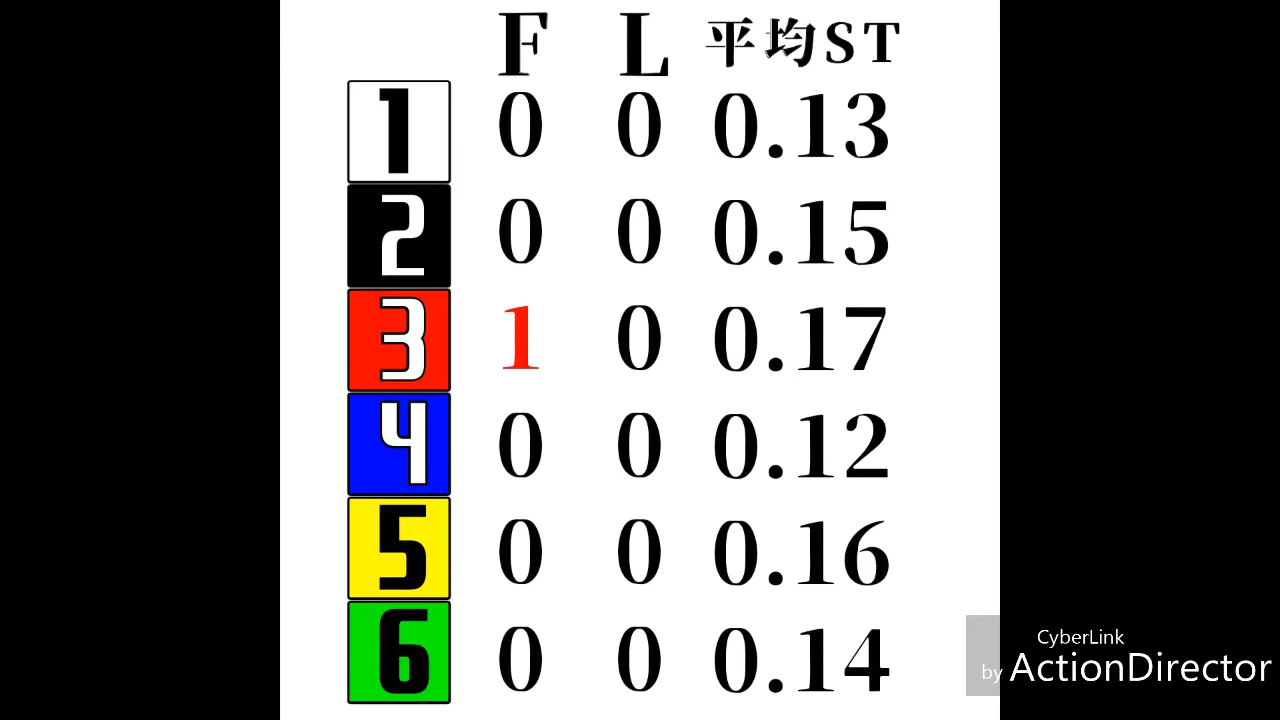 F L 平均ST
1 0 0 0.13
2 0 0 0.15
3 1 0 0.17
4 0 0 0.12
5 0 0 0.16
6 0 0 0.14
CyberLink
by ActionDirector